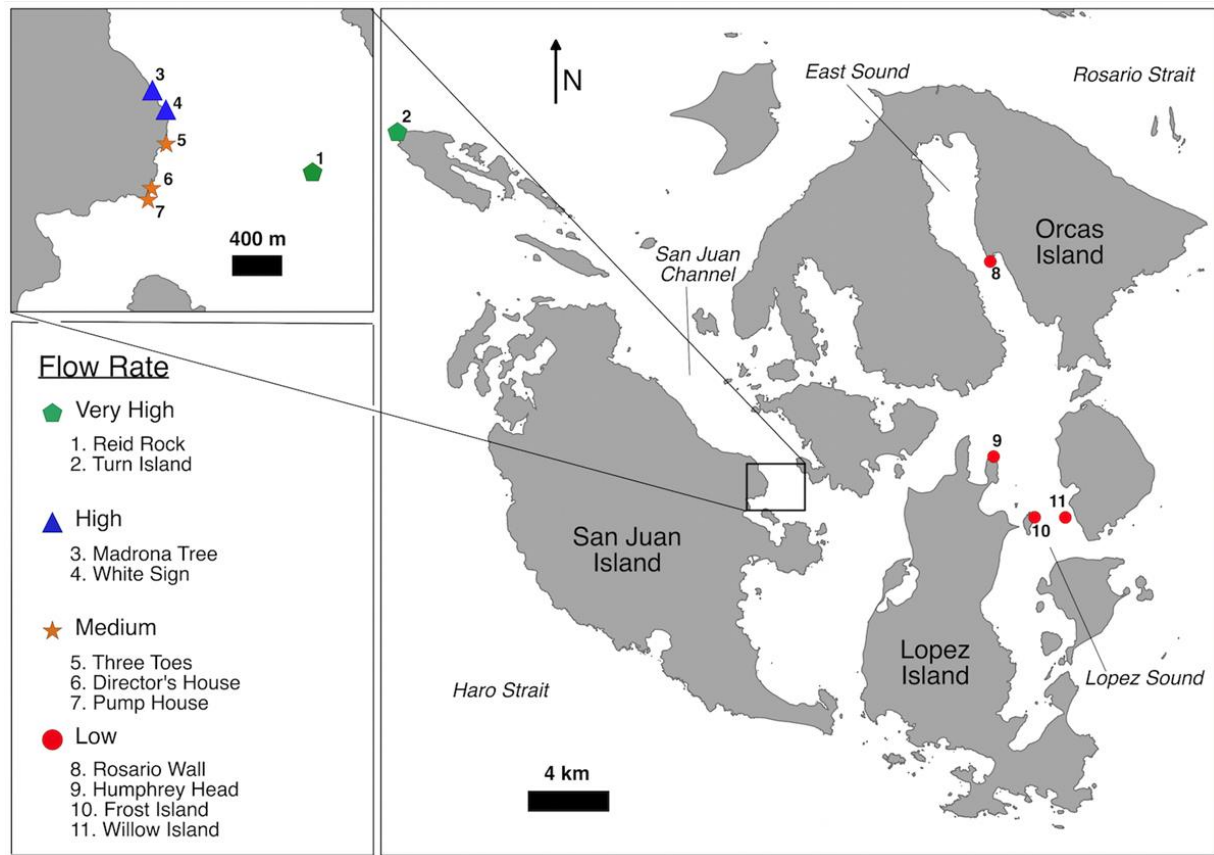 3
4
5
6
7
1
400 m
Flow Rate
Very High
1. Reid Rock
2. Turn Island
High
3. Madrona Tree
4. White Sign
Medium
5. Three Toes
6. Director's House
7. Pump House
Low
8. Rosario Wall
9. Humphrey Head
10. Frost Island
11. Willow Island
N
East Sound
Rosario Strait
2
Orcas
Island
San Juan
Channel
8
9
11
10
San Juan
Island
Lopez
Island
Lopez Sound
Haro Strait
4 km